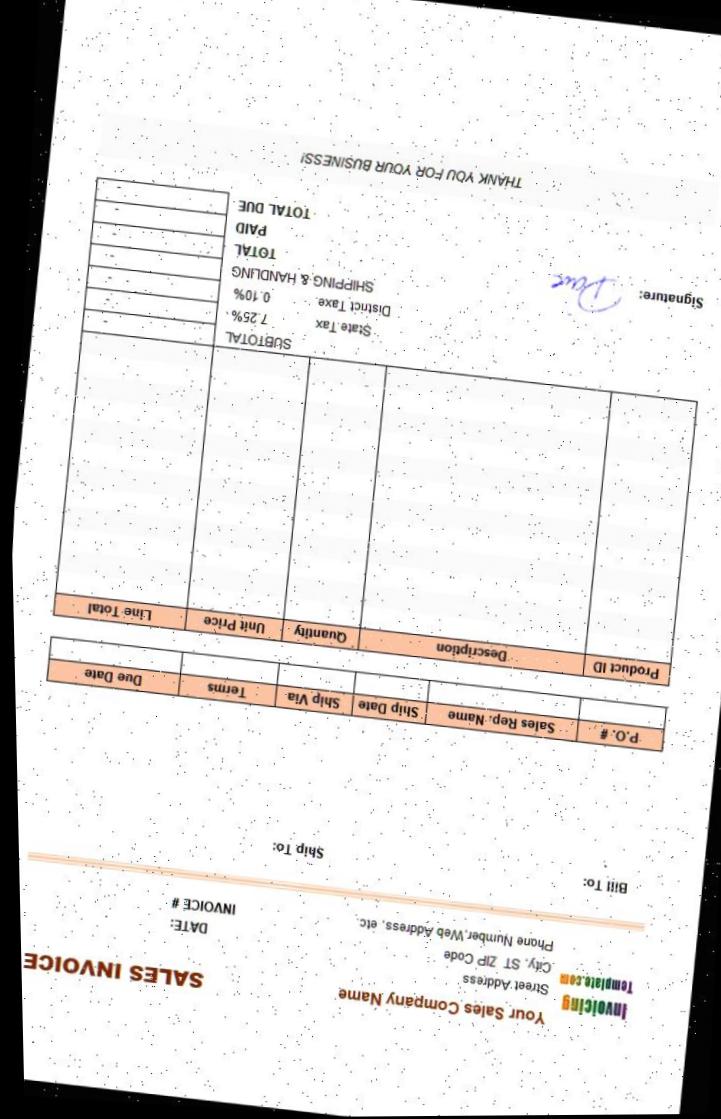 Invoicing
Template.com
Your Sales Company Name
Street Address
City, ST ZIP Code
Phone Number,Web Address, etc.
SALES INVOICE
DATE:
INVOICE #
Bill To:
Ship To:
P.O. # Sales Rep. Name Ship Date Ship Via Terms Due Date
Product ID Description Quantity Unit Price Line Total
SUBTOTAL -
State Tax 7.25% -
District Taxe 0.10% -
SHIPPING & HANDLING -
TOTAL -
PAID -
TOTAL DUE -
Signature: Dave
THANK YOU FOR YOUR BUSINESS!